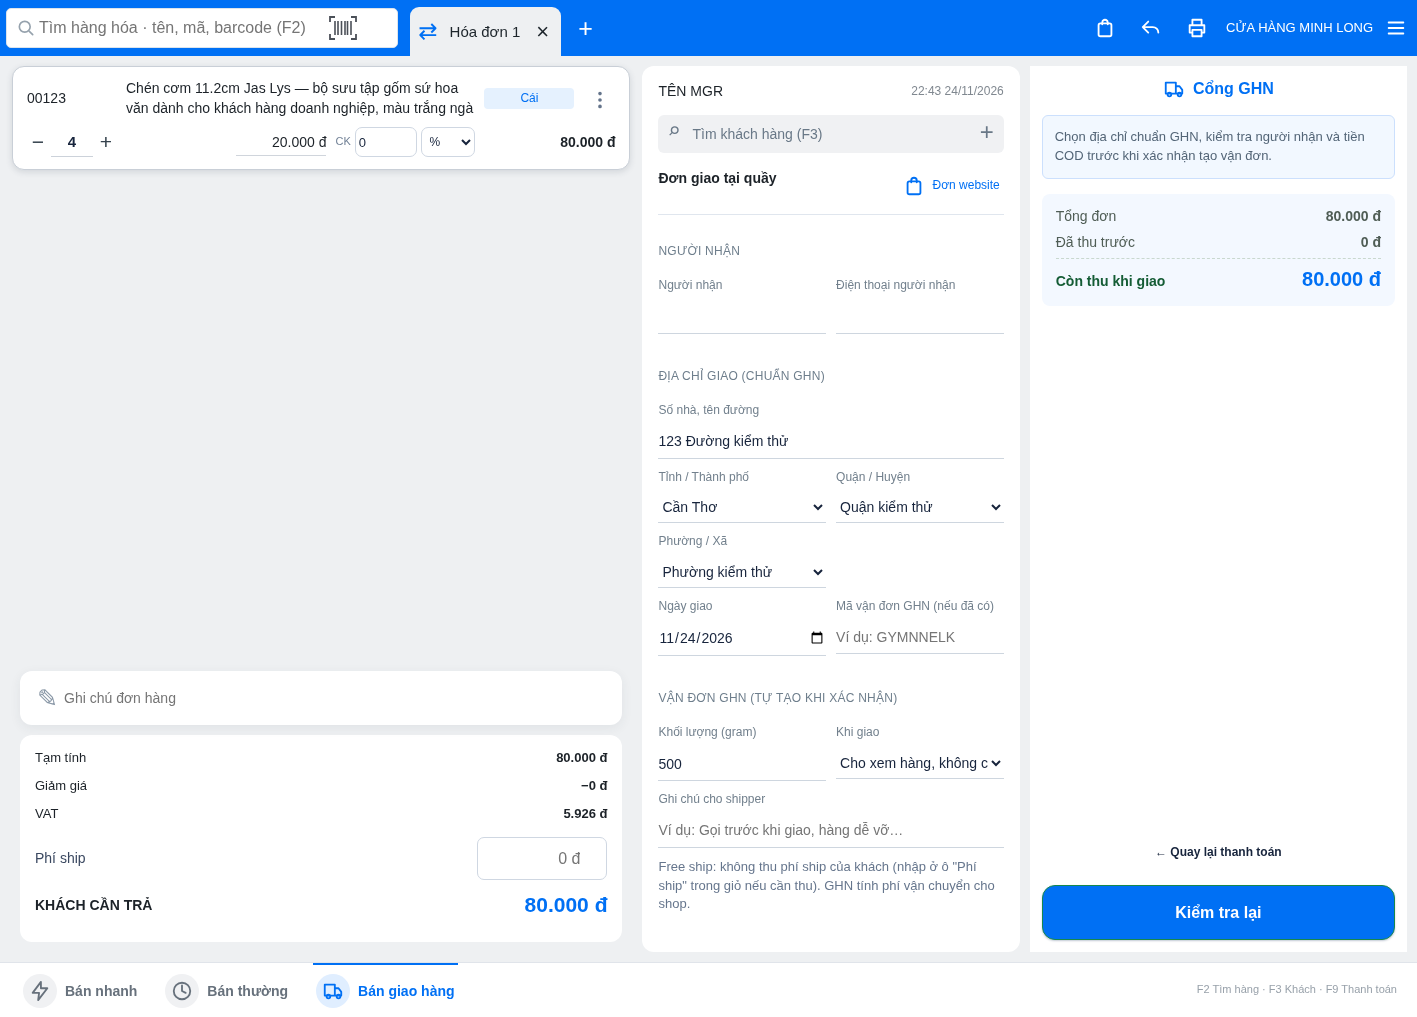 Tìm hàng hóa · tên, mã, barcode (F2)
Hóa đơn 1
CỬA HÀNG MINH LONG
00123
Chén cơm 11.2cm Jas Lys — bộ sưu tập gốm sứ hoa
văn dành cho khách hàng doanh nghiệp, màu trắng ngà
Cái
− 4 +
20.000 đ
CK
0
%
80.000 đ
Ghi chú đơn hàng
Tạm tính 80.000 đ
Giảm giá −0 đ
VAT 5.926 đ
Phí ship 0 đ
KHÁCH CẦN TRẢ 80.000 đ
TÊN MGR 22:43 24/11/2026
Tìm khách hàng (F3) +
Đơn giao tại quầy Đơn website
NGƯỜI NHẬN
Người nhận Điện thoại người nhận
ĐỊA CHỈ GIAO (CHUẨN GHN)
Số nhà, tên đường
123 Đường kiểm thử
Tỉnh / Thành phố Quận / Huyện
Cần Thơ Quận kiểm thử
Phường / Xã
Phường kiểm thử
Ngày giao Mã vận đơn GHN (nếu đã có)
11/24/2026 Ví dụ: GYMNNELK
VẬN ĐƠN GHN (TỰ TẠO KHI XÁC NHẬN)
Khối lượng (gram) Khi giao
500 Cho xem hàng, không c
Ghi chú cho shipper
Ví dụ: Gọi trước khi giao, hàng dễ vỡ…
Free ship: không thu phí ship của khách (nhập ở ô "Phí
ship" trong giỏ nếu cần thu). GHN tính phí vận chuyển cho
shop.
Cổng GHN
Chọn địa chỉ chuẩn GHN, kiểm tra người nhận và tiền
COD trước khi xác nhận tạo vận đơn.
Tổng đơn 80.000 đ
Đã thu trước 0 đ
Còn thu khi giao 80.000 đ
← Quay lại thanh toán
Kiểm tra lại
Bán nhanh
Bán thường
Bán giao hàng
F2 Tìm hàng · F3 Khách · F9 Thanh toán